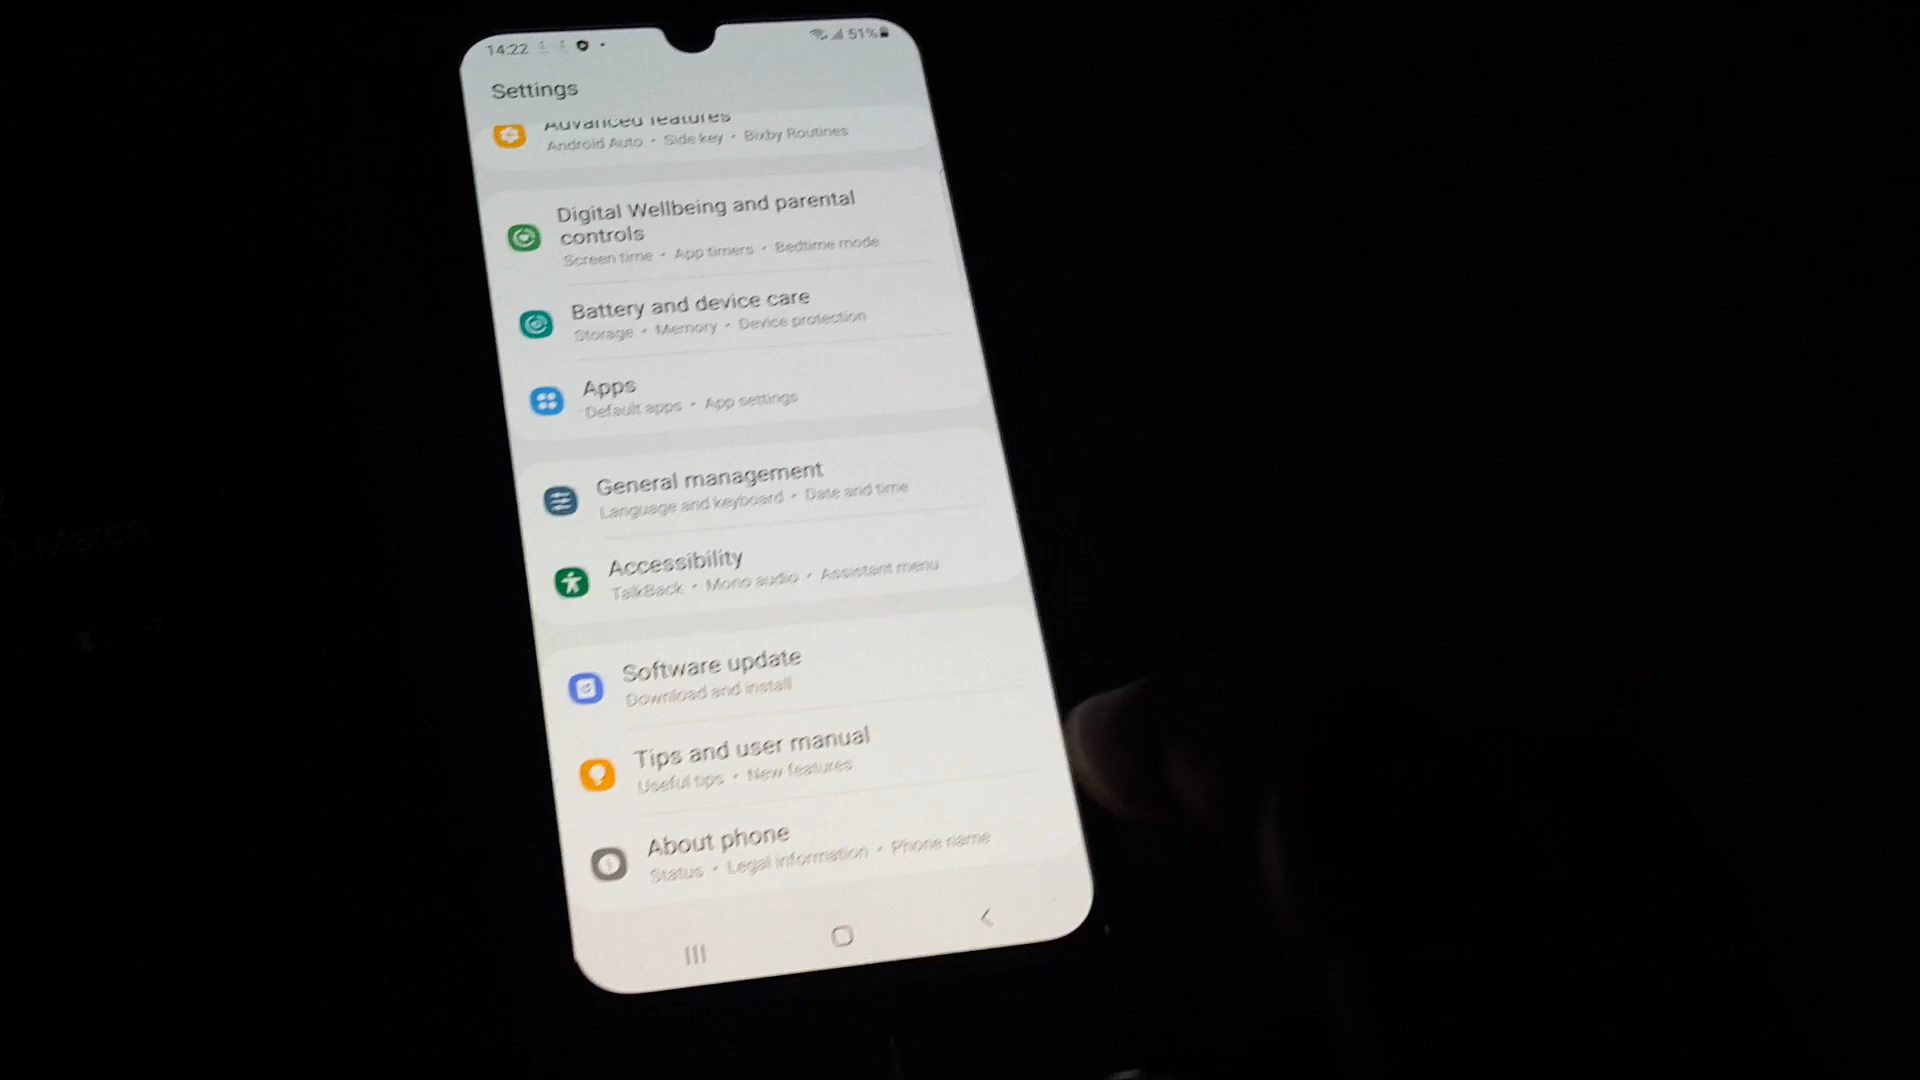 14:22
51%
Settings
Advanced features
Android Auto • Side key • Bixby Routines
Digital Wellbeing and parental
controls
Screen time • App timers • Bedtime mode
Battery and device care
Storage • Memory • Device protection
Apps
Default apps • App settings
General management
Language and keyboard • Date and time
Accessibility
TalkBack • Mono audio • Assistant menu
Software update
Download and install
Tips and user manual
Useful tips • New features
About phone
Status • Legal information • Phone name
March